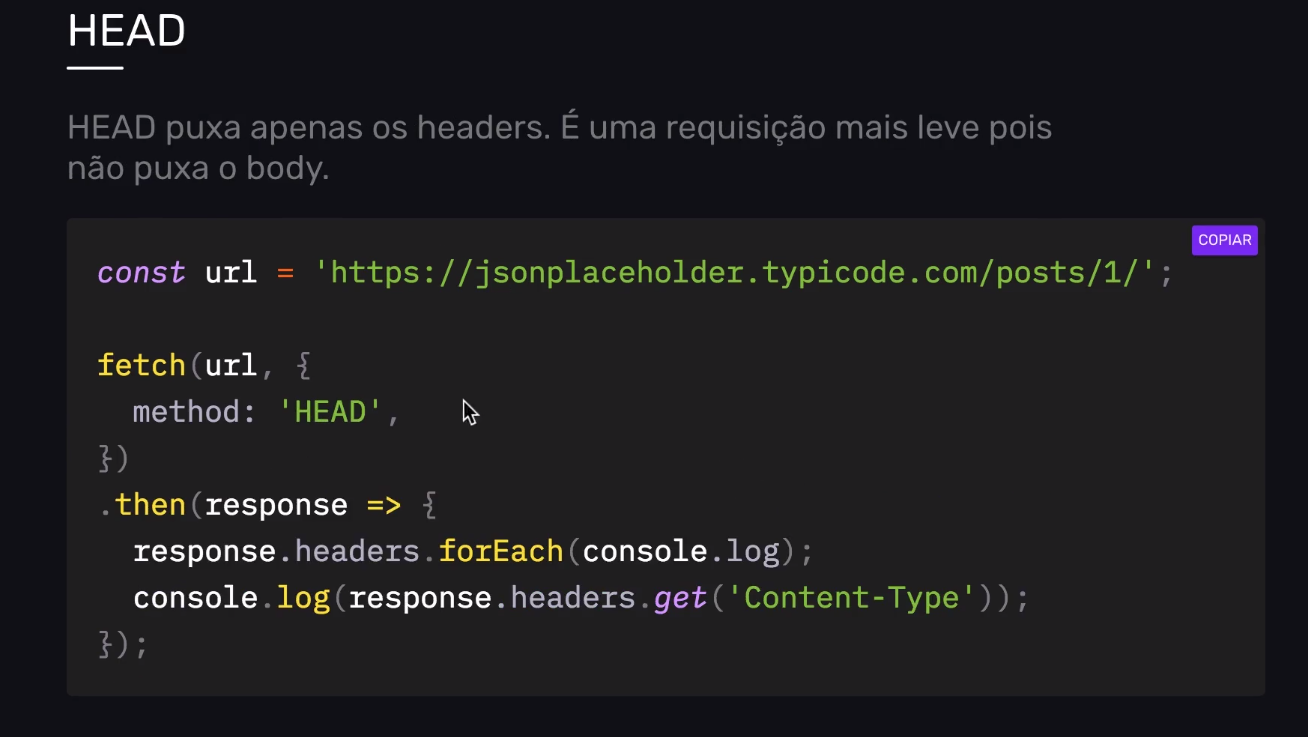 HEAD
HEAD puxa apenas os headers. É uma requisição mais leve pois
não puxa o body.
COPIAR
const url = 'https://jsonplaceholder.typicode.com/posts/1/';
fetch(url, {
  method: 'HEAD',
})
.then(response => {
  response.headers.forEach(console.log);
  console.log(response.headers.get('Content-Type'));
});